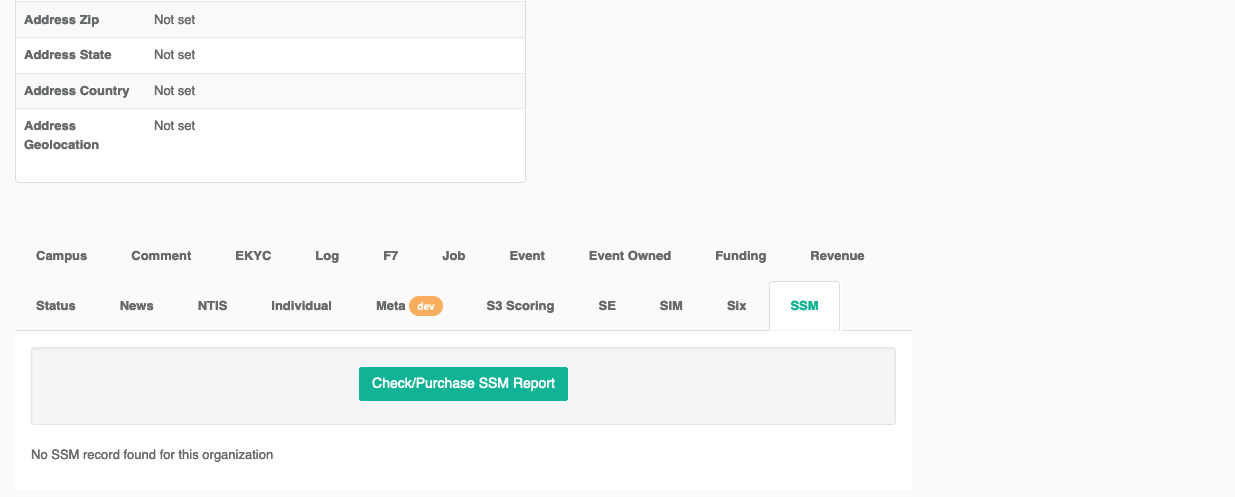 Address Zip Not set
Address State Not set
Address Country Not set
Address Not set
Geolocation
Campus Comment EKYC Log F7 Job Event Event Owned Funding Revenue
Status News NTIS Individual Meta dev S3 Scoring SE SIM Six SSM
Check/Purchase SSM Report
No SSM record found for this organization